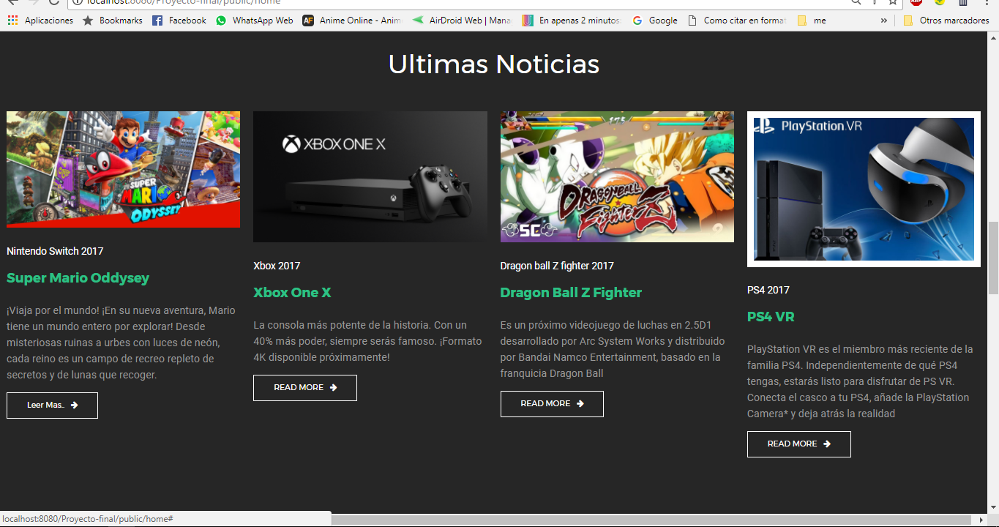 localhost:8080/Proyecto-final/public/home
Aplicaciones Bookmarks Facebook WhatsApp Web Anime Online - Anim AirDroid Web | Mana En apenas 2 minutos: Google Como citar en format me » Otros marcadores
Ultimas Noticias
SUPER
MARIO
ODYSSEY
Nintendo Switch 2017
Super Mario Oddysey
¡Viaja por el mundo! ¡En su nueva aventura, Mario
tiene un mundo entero por explorar! Desde
misteriosas ruinas a urbes con luces de neón,
cada reino es un campo de recreo repleto de
secretos y de lunas que recoger.
Leer Mas..
XBOX ONE X
Xbox 2017
Xbox One X
La consola más potente de la historia. Con un
40% más poder, siempre serás famoso. ¡Formato
4K disponible próximamente!
READ MORE
175
DRAGONBALL
FIGHTERZ
SC
9
Dragon ball Z fighter 2017
Dragon Ball Z Fighter
Es un próximo videojuego de luchas en 2.5D1
desarrollado por Arc System Works y distribuido
por Bandai Namco Entertainment, basado en la
franquicia Dragon Ball
READ MORE
PlayStation VR
PS4 2017
PS4 VR
PlayStation VR es el miembro más reciente de la
familia PS4. Independientemente de qué PS4
tengas, estarás listo para disfrutar de PS VR.
Conecta el casco a tu PS4, añade la PlayStation
Camera* y deja atrás la realidad
READ MORE
localhost:8080/Proyecto-final/public/home#